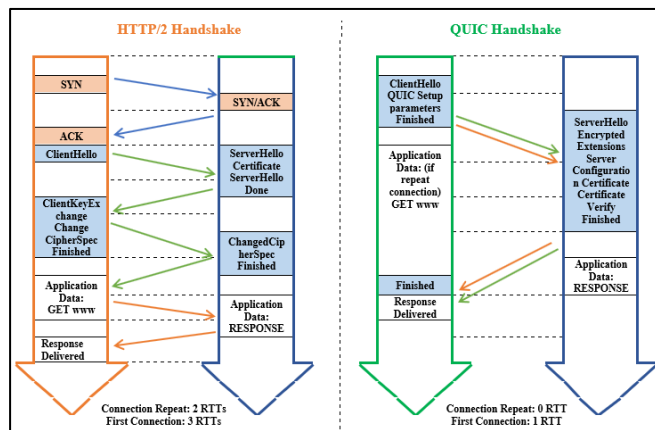 HTTP/2 Handshake
SYN
SYN/ACK
ACK
ClientHello
ServerHello
Certificate
ServerHello
Done
ClientKeyEx
change
Change
CipherSpec
Finished
ChangedCip
herSpec
Finished
Application
Data:
GET www
Application
Data:
RESPONSE
Response
Delivered
Connection Repeat: 2 RTTs
First Connection: 3 RTTs
QUIC Handshake
ClientHello
QUIC Setup
parameters
Finished
ServerHello
Encrypted
Extensions
Server
Configuratio
n Certificate
Certificate
Verify
Finished
Application
Data: (if
repeat
connection)
GET www
Application
Data:
RESPONSE
Finished
Response
Delivered
Connection Repeat: 0 RTT
First Connection: 1 RTT